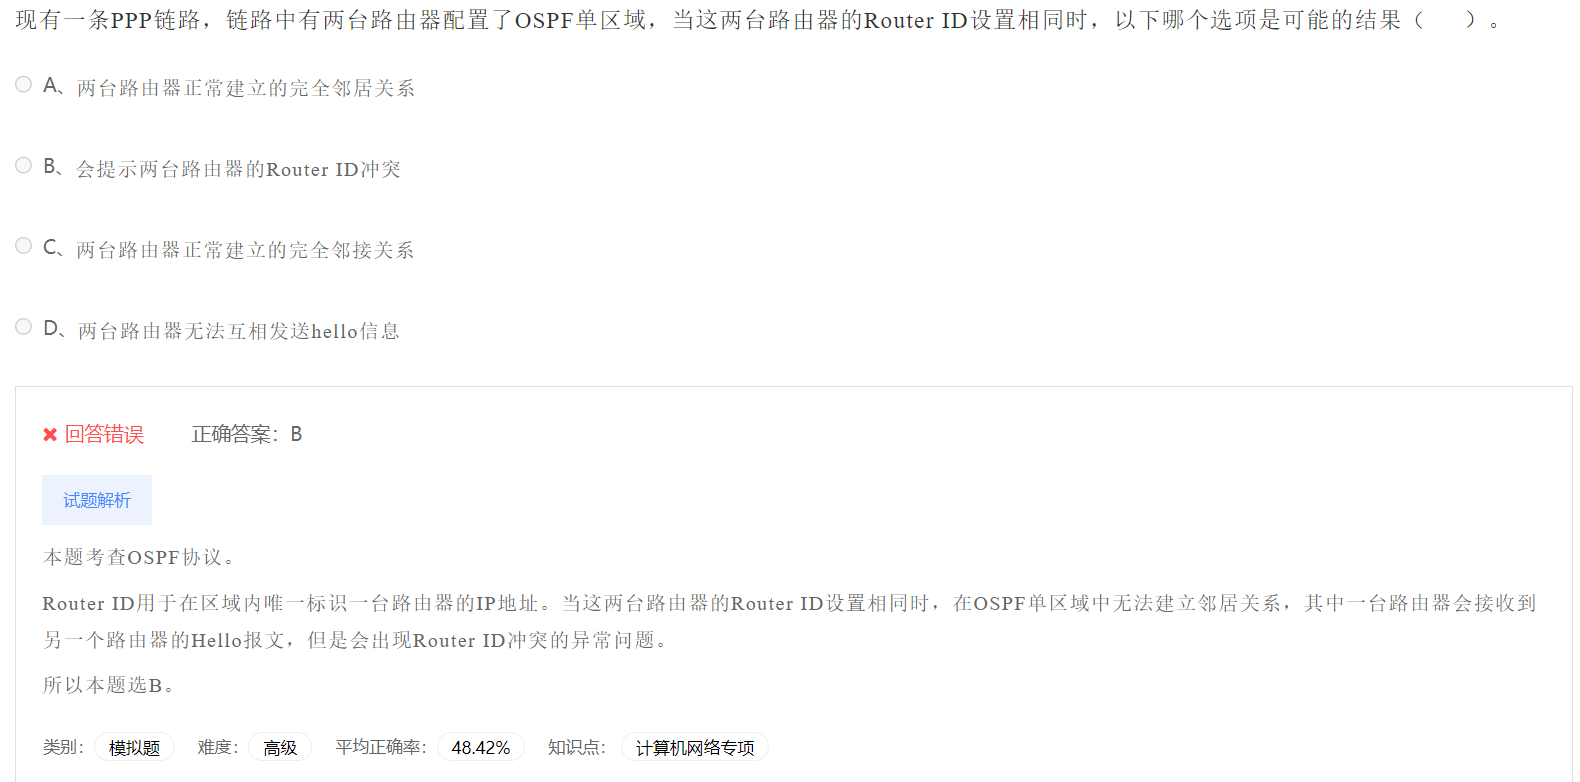 现有一条PPP链路，链路中有两台路由器配置了OSPF单区域，当这两台路由器的Router ID设置相同时，以下哪个选项是可能的结果（　　）。
A、两台路由器正常建立的完全邻居关系
B、会提示两台路由器的Router ID冲突
C、两台路由器正常建立的完全邻接关系
D、两台路由器无法互相发送hello信息
✖ 回答错误 正确答案：B
试题解析
本题考查OSPF协议。
Router ID用于在区域内唯一标识一台路由器的IP地址。当这两台路由器的Router ID设置相同时，在OSPF单区域中无法建立邻居关系，其中一台路由器会接收到
另一个路由器的Hello报文，但是会出现Router ID冲突的异常问题。
所以本题选B。
类别： 模拟题 难度： 高级 平均正确率： 48.42% 知识点： 计算机网络专项